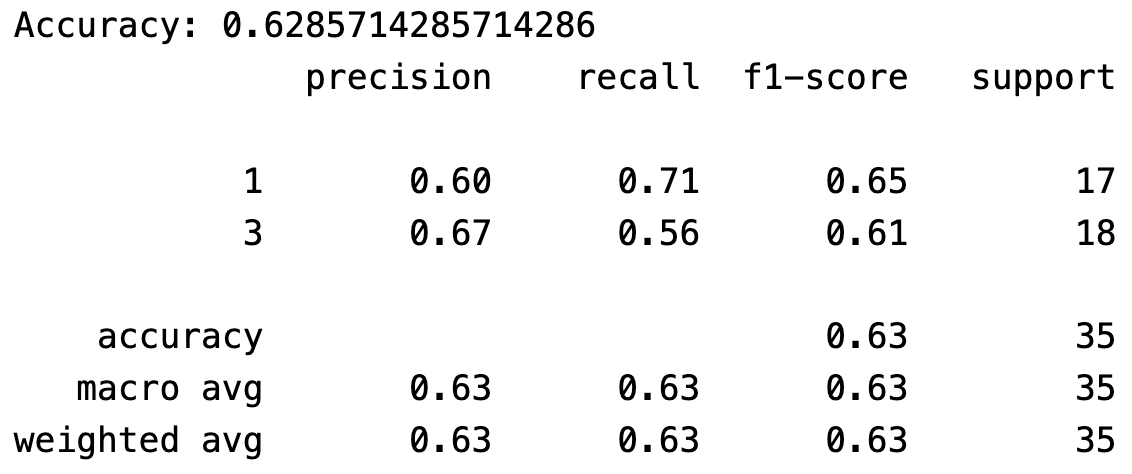 Accuracy: 0.6285714285714286
precision recall f1-score support
1 0.60 0.71 0.65 17
3 0.67 0.56 0.61 18
accuracy 0.63 35
macro avg 0.63 0.63 0.63 35
weighted avg 0.63 0.63 0.63 35